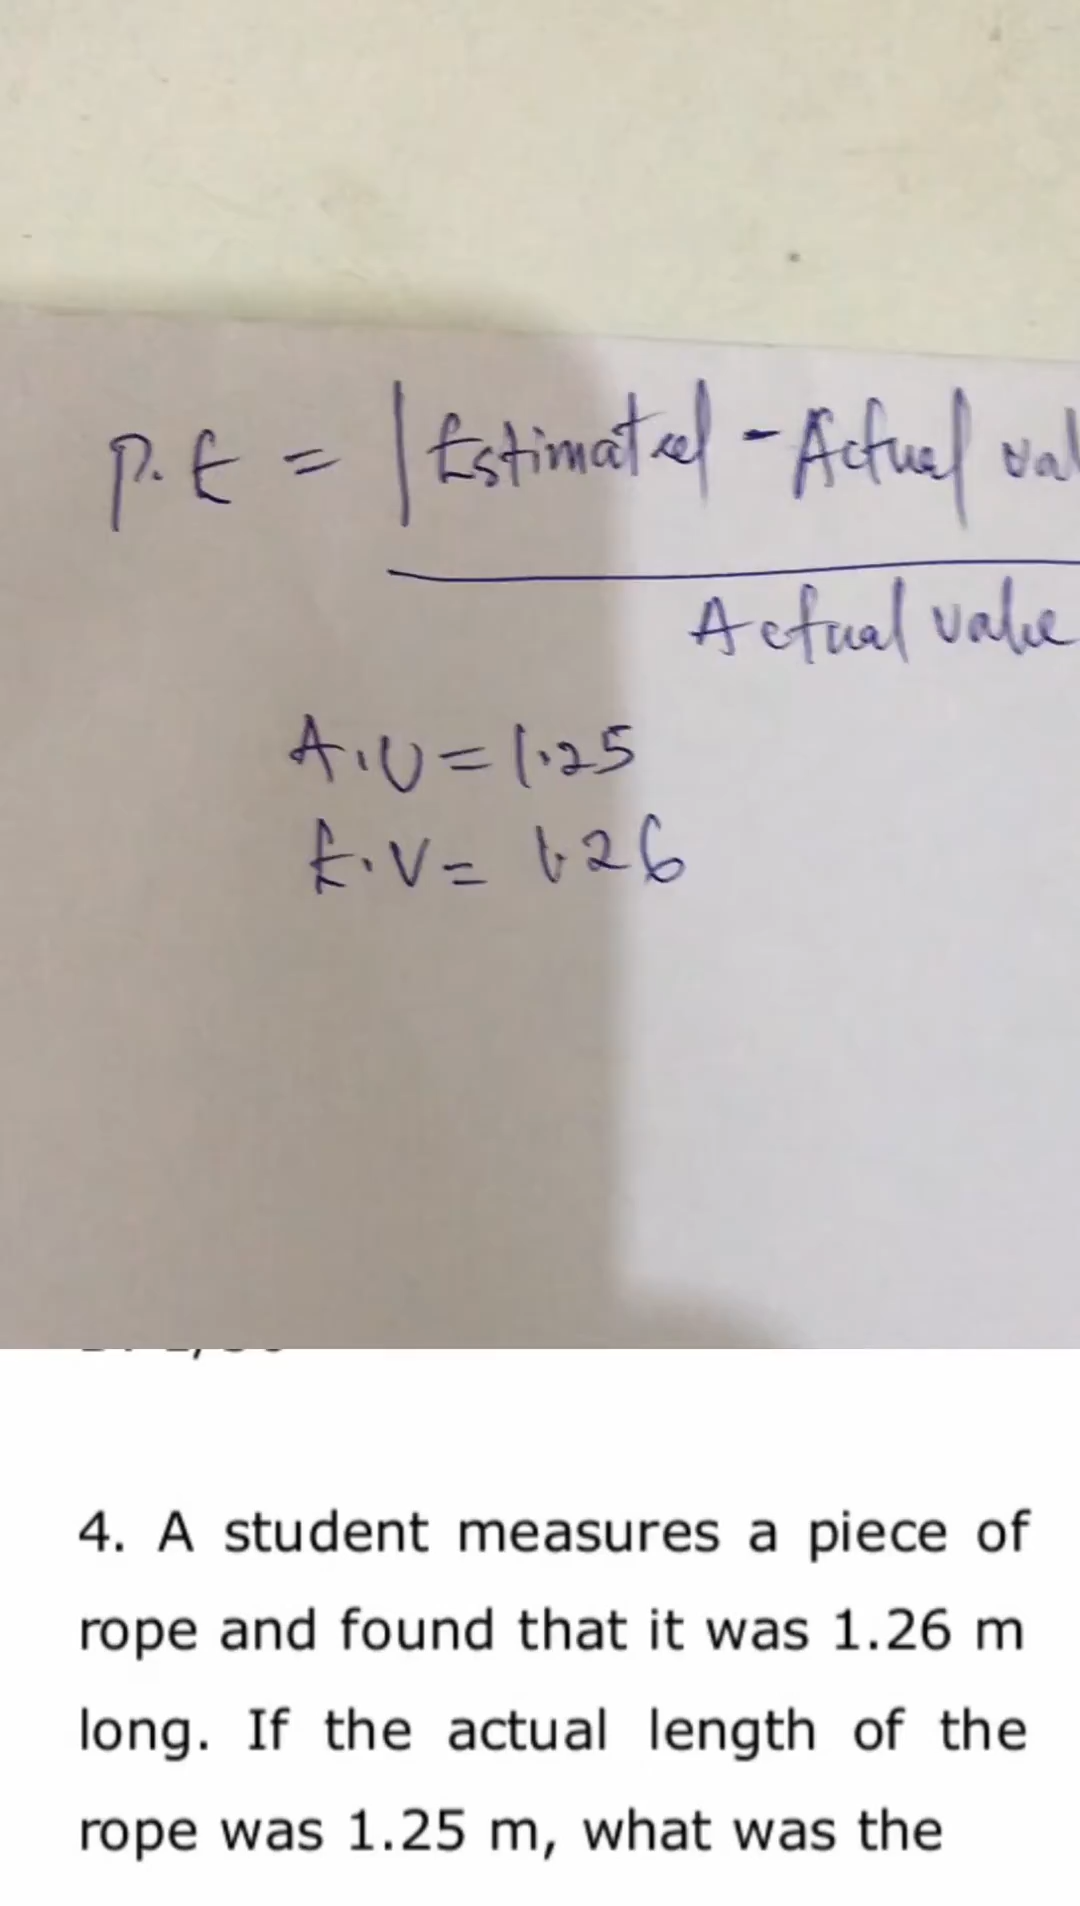 P.E = | Estimated - Actual val
Actual value
A.V = 1.25
E.V = 1.26
4. A student measures a piece of
rope and found that it was 1.26 m
long. If the actual length of the
rope was 1.25 m, what was the